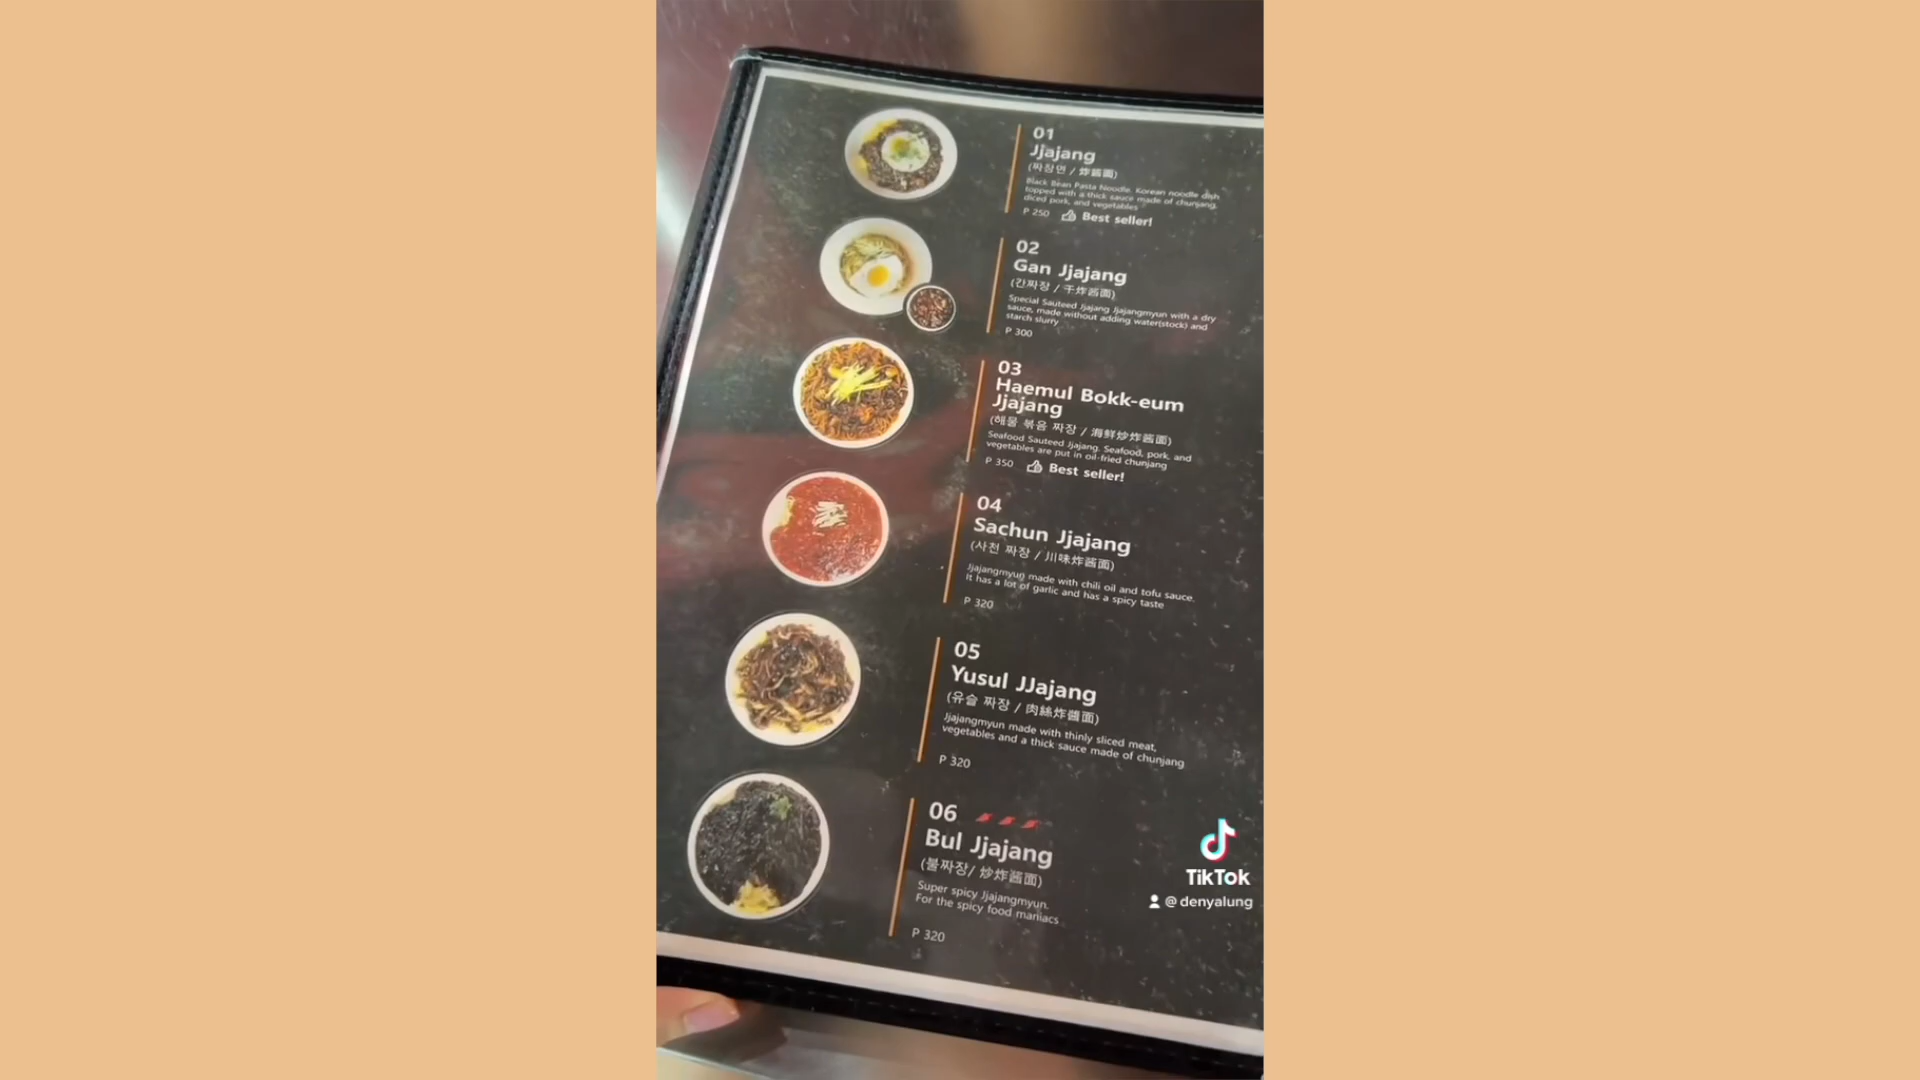 01
Jjajang
(짜장면 / 炸酱面)
Black Bean Pasta Noodle. Korean noodle dish
topped with a thick sauce made of chunjang,
diced pork, and vegetables
P 250 Best seller!
02
Gan Jjajang
(간짜장 / 干炸酱面)
Special Sauteed Jjajang Jjajangmyun with a dry
sauce, made without adding water(stock) and
starch slurry
P 300
03
Haemul Bokk-eum
Jjajang
(해물 볶음 짜장 / 海鲜炒炸酱面)
Seafood Sauteed Jjajang. Seafood, pork, and
vegetables are put in oil-fried chunjang
P 350 Best seller!
04
Sachun Jjajang
(사천 짜장 / 川味炸酱面)
Jjajangmyun made with chili oil and tofu sauce.
It has a lot of garlic and has a spicy taste
P 320
05
Yusul JJajang
(유슬 짜장 / 肉絲炸醬面)
Jjajangmyun made with thinly sliced meat,
vegetables and a thick sauce made of chunjang
P 320
06
Bul Jjajang
(불짜장/ 炒炸酱面)
Super spicy Jjajangmyun.
For the spicy food maniacs
P 320
TikTok
@denyalung